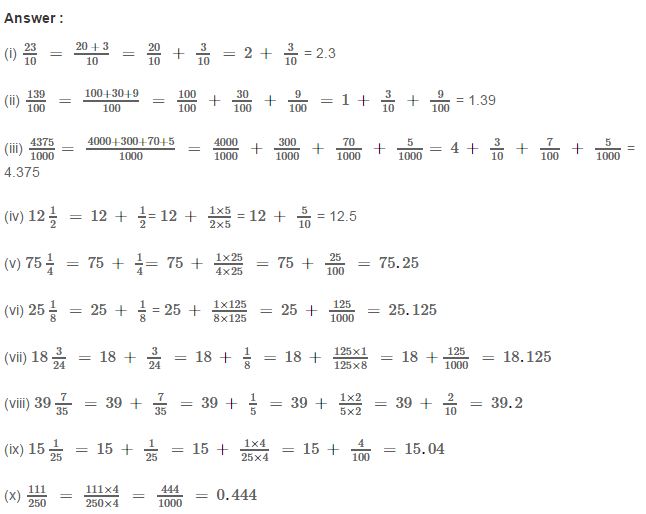 Answer :
(i) 23/10 = 20 + 3/10 = 20/10 + 3/10 = 2 + 3/10 = 2.3
(ii) 139/100 = 100+30+9/100 = 100/100 + 30/100 + 9/100 = 1 + 3/10 + 9/100 = 1.39
(iii) 4375/1000 = 4000+300+70+5/1000 = 4000/1000 + 300/1000 + 70/1000 + 5/1000 = 4 + 3/10 + 7/100 + 5/1000 =
4.375
(iv) 12 1/2 = 12 + 1/2 = 12 + 1×5/2×5 = 12 + 5/10 = 12.5
(v) 75 1/4 = 75 + 1/4 = 75 + 1×25/4×25 = 75 + 25/100 = 75.25
(vi) 25 1/8 = 25 + 1/8 = 25 + 1×125/8×125 = 25 + 125/1000 = 25.125
(vii) 18 3/24 = 18 + 3/24 = 18 + 1/8 = 18 + 125×1/125×8 = 18 + 125/1000 = 18.125
(viii) 39 7/35 = 39 + 7/35 = 39 + 1/5 = 39 + 1×2/5×2 = 39 + 2/10 = 39.2
(ix) 15 1/25 = 15 + 1/25 = 15 + 1×4/25×4 = 15 + 4/100 = 15.04
(x) 111/250 = 111×4/250×4 = 444/1000 = 0.444